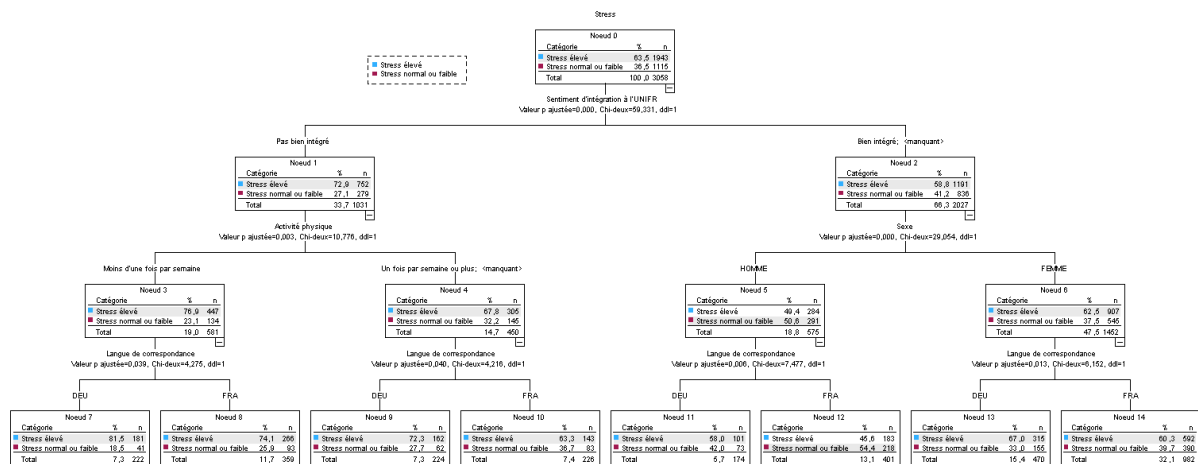 Stress
Noeud 0
Catégorie % n
Stress élevé 63,5 1943
Stress normal ou faible 36,5 1115
Total 100,0 3058
Stress élevé
Stress normal ou faible
Sentiment d'intégration à l'UNIFR
Valeur p ajustée=0,000, Chi-deux=59,331, ddl=1
Pas bien intégré
Bien intégré; <manquant>
Noeud 1
Catégorie % n
Stress élevé 72,9 752
Stress normal ou faible 27,1 279
Total 33,7 1031
Noeud 2
Catégorie % n
Stress élevé 58,8 1191
Stress normal ou faible 41,2 836
Total 66,3 2027
Activité physique
Valeur p ajustée=0,003, Chi-deux=10,776, ddl=1
Sexe
Valeur p ajustée=0,000, Chi-deux=29,054, ddl=1
Moins d'une fois par semaine
Un fois par semaine ou plus; <manquant>
HOMME
FEMME
Noeud 3
Catégorie % n
Stress élevé 76,9 447
Stress normal ou faible 23,1 134
Total 19,0 581
Noeud 4
Catégorie % n
Stress élevé 67,8 305
Stress normal ou faible 32,2 145
Total 14,7 450
Noeud 5
Catégorie % n
Stress élevé 49,4 284
Stress normal ou faible 50,6 291
Total 18,8 575
Noeud 6
Catégorie % n
Stress élevé 62,5 907
Stress normal ou faible 37,5 545
Total 47,5 1452
Langue de correspondance
Valeur p ajustée=0,039, Chi-deux=4,275, ddl=1
Langue de correspondance
Valeur p ajustée=0,040, Chi-deux=4,216, ddl=1
Langue de correspondance
Valeur p ajustée=0,006, Chi-deux=7,477, ddl=1
Langue de correspondance
Valeur p ajustée=0,013, Chi-deux=6,152, ddl=1
DEU
FRA
DEU
FRA
DEU
FRA
DEU
FRA
Noeud 7
Catégorie % n
Stress élevé 81,5 181
Stress normal ou faible 18,5 41
Total 7,3 222
Noeud 8
Catégorie % n
Stress élevé 74,1 266
Stress normal ou faible 25,9 93
Total 11,7 359
Noeud 9
Catégorie % n
Stress élevé 72,3 162
Stress normal ou faible 27,7 62
Total 7,3 224
Noeud 10
Catégorie % n
Stress élevé 63,3 143
Stress normal ou faible 36,7 83
Total 7,4 226
Noeud 11
Catégorie % n
Stress élevé 58,0 101
Stress normal ou faible 42,0 73
Total 5,7 174
Noeud 12
Catégorie % n
Stress élevé 45,6 183
Stress normal ou faible 54,4 218
Total 13,1 401
Noeud 13
Catégorie % n
Stress élevé 67,0 315
Stress normal ou faible 33,0 155
Total 15,4 470
Noeud 14
Catégorie % n
Stress élevé 60,3 592
Stress normal ou faible 39,7 390
Total 32,1 982